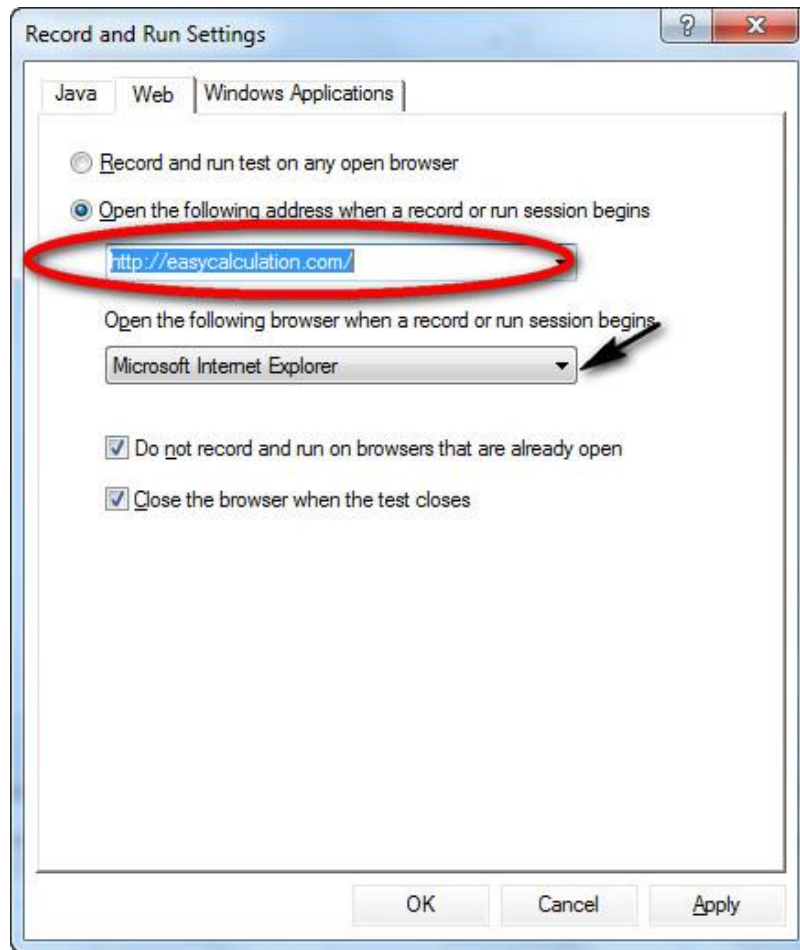 Record and Run Settings
Java Web Windows Applications
Record and run test on any open browser
Open the following address when a record or run session begins
http://easycalculation.com/
Open the following browser when a record or run session begins
Microsoft Internet Explorer
Do not record and run on browsers that are already open
Close the browser when the test closes
OK Cancel Apply